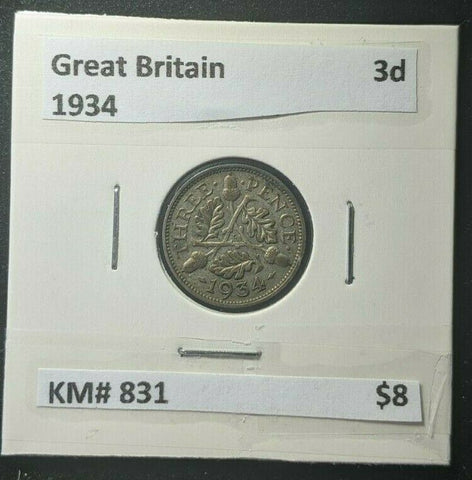 Great Britain 3d
1934
THREE · PENCE ·
· 1934 ·
KM# 831 $8